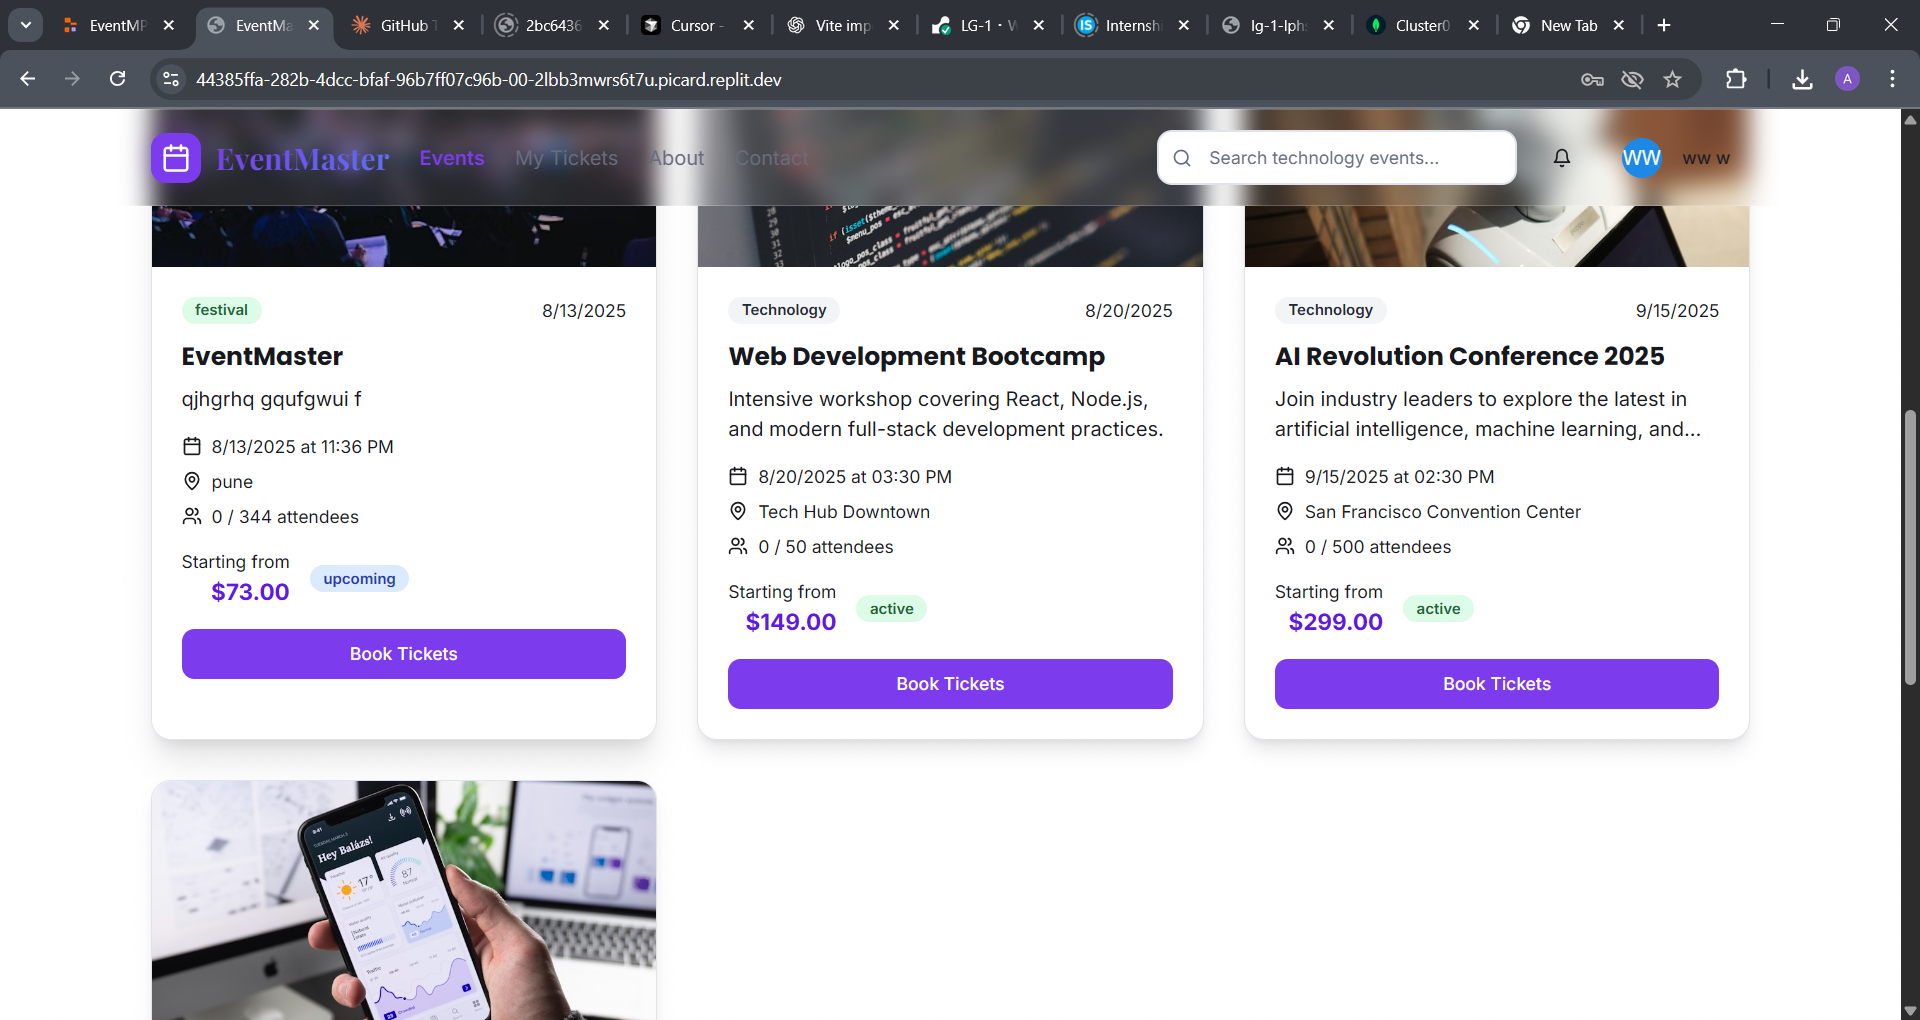 EventMP
EventMa
GitHub T
2bc6436
Cursor -
Vite imp
LG-1 · W
Internshi
lg-1-lphs
Cluster0
New Tab
44385ffa-282b-4dcc-bfaf-96b7ff07c96b-00-2lbb3mwrs6t7u.picard.replit.dev
A
EventMaster Events My Tickets About Contact
Search technology events...
WW ww w
festival 8/13/2025
EventMaster
qjhgrhq gqufgwui f
8/13/2025 at 11:36 PM
pune
0 / 344 attendees
Starting from
$73.00
upcoming
Book Tickets
Technology 8/20/2025
Web Development Bootcamp
Intensive workshop covering React, Node.js,
and modern full-stack development practices.
8/20/2025 at 03:30 PM
Tech Hub Downtown
0 / 50 attendees
Starting from
$149.00
active
Book Tickets
Technology 9/15/2025
AI Revolution Conference 2025
Join industry leaders to explore the latest in
artificial intelligence, machine learning, and...
9/15/2025 at 02:30 PM
San Francisco Convention Center
0 / 500 attendees
Starting from
$299.00
active
Book Tickets
9:41
Hey Balázs!
17°
87